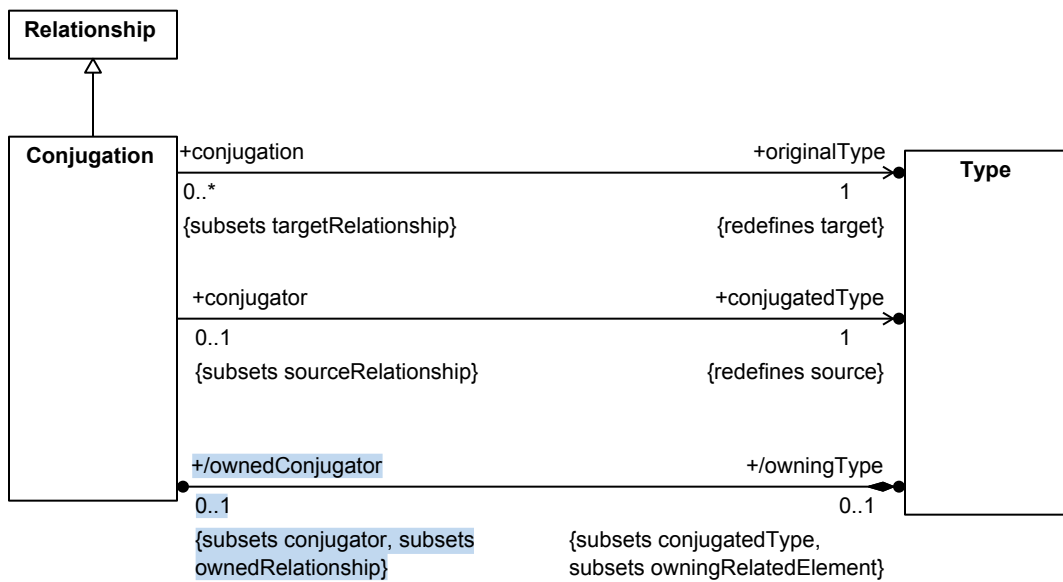 Relationship
Conjugation
Type
+conjugation
+originalType
0..*
1
{subsets targetRelationship}
{redefines target}
+conjugator
+conjugatedType
0..1
1
{subsets sourceRelationship}
{redefines source}
+/ownedConjugator
+/owningType
0..1
0..1
{subsets conjugator, subsets
ownedRelationship}
{subsets conjugatedType,
subsets owningRelatedElement}